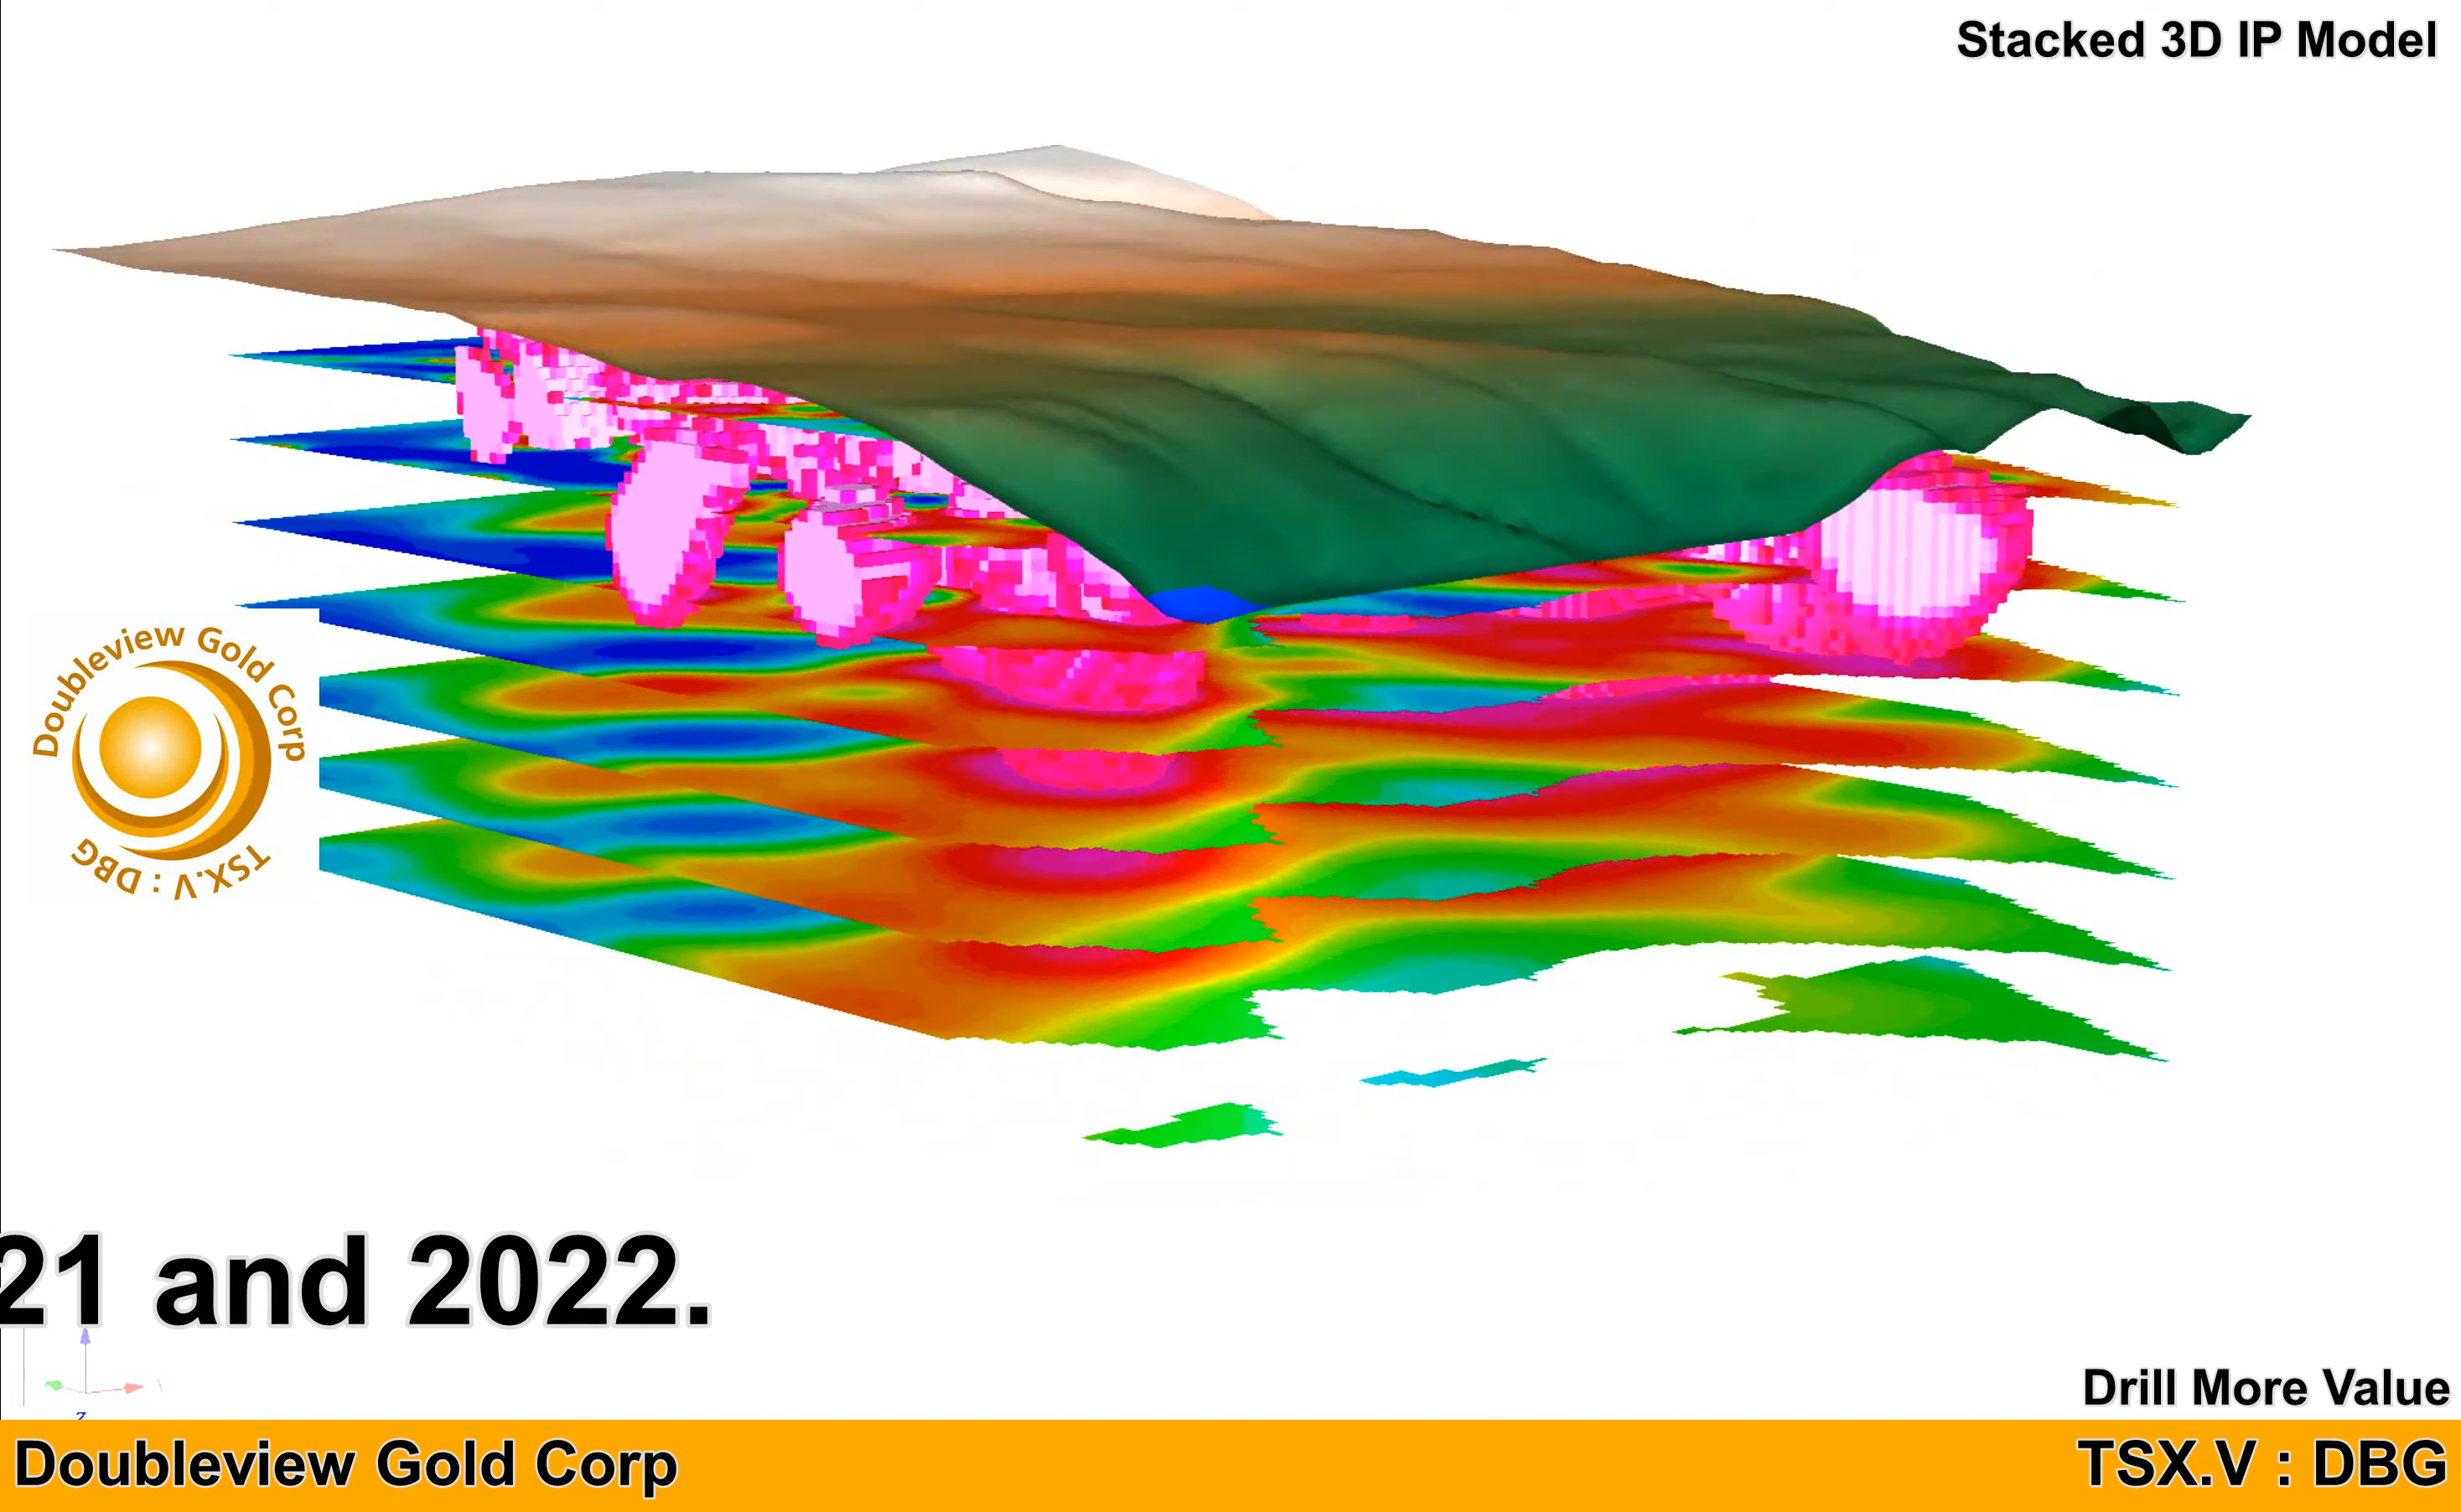 Stacked 3D IP Model
Doubleview Gold Corp
TSX.V : DBG
21 and 2022.
Z
Drill More Value
Doubleview Gold Corp
TSX.V : DBG